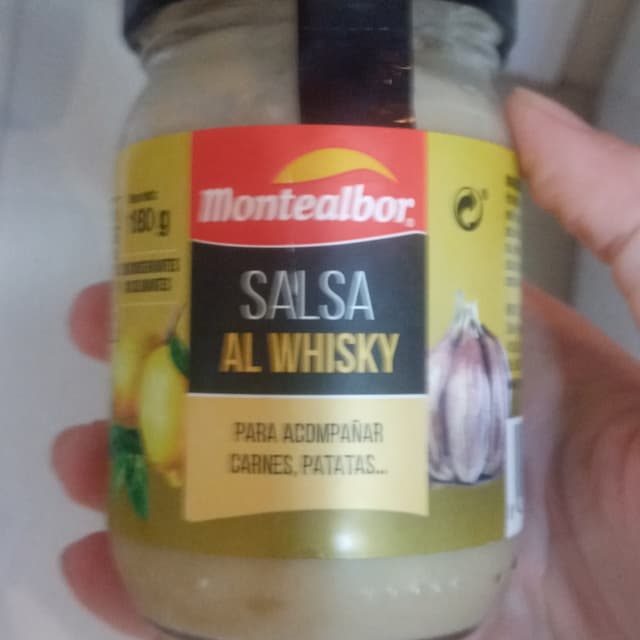 Montealbor
180 g
SALSA
AL WHISKY
PARA ACOMPAÑAR
CARNES, PATATAS...